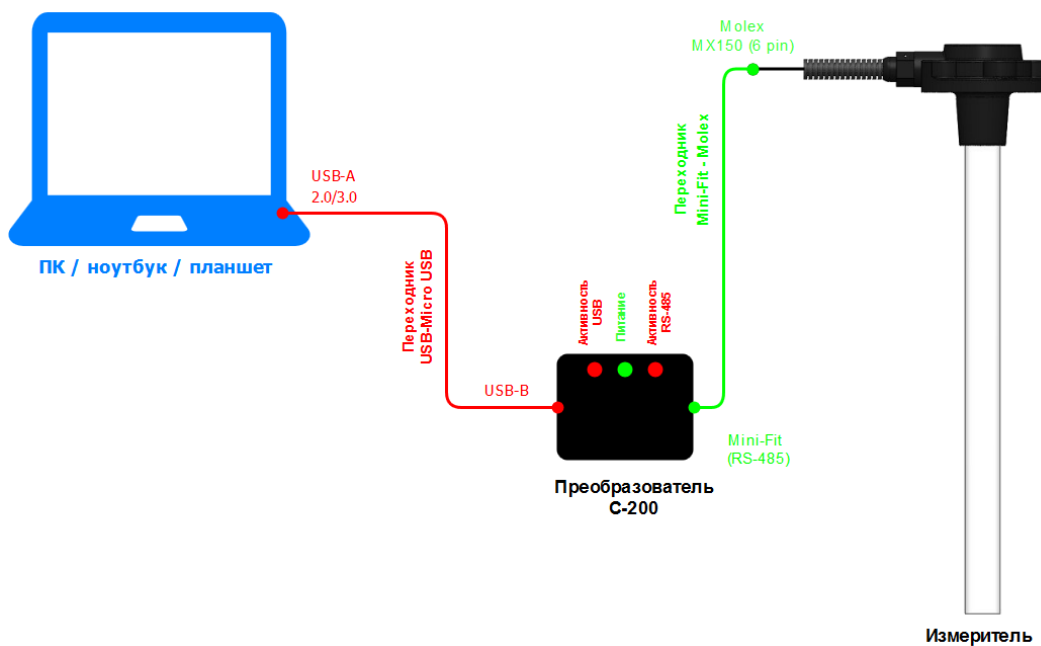 Molex
MX150 (6 pin)
USB-A
2.0/3.0
ПК / ноутбук / планшет
Переходник
USB-Micro USB
Переходник
Mini-Fit - Molex
Активность
USB
Питание
Активность
RS-485
USB-B
Mini-Fit
(RS-485)
Преобразователь
С-200
Измеритель